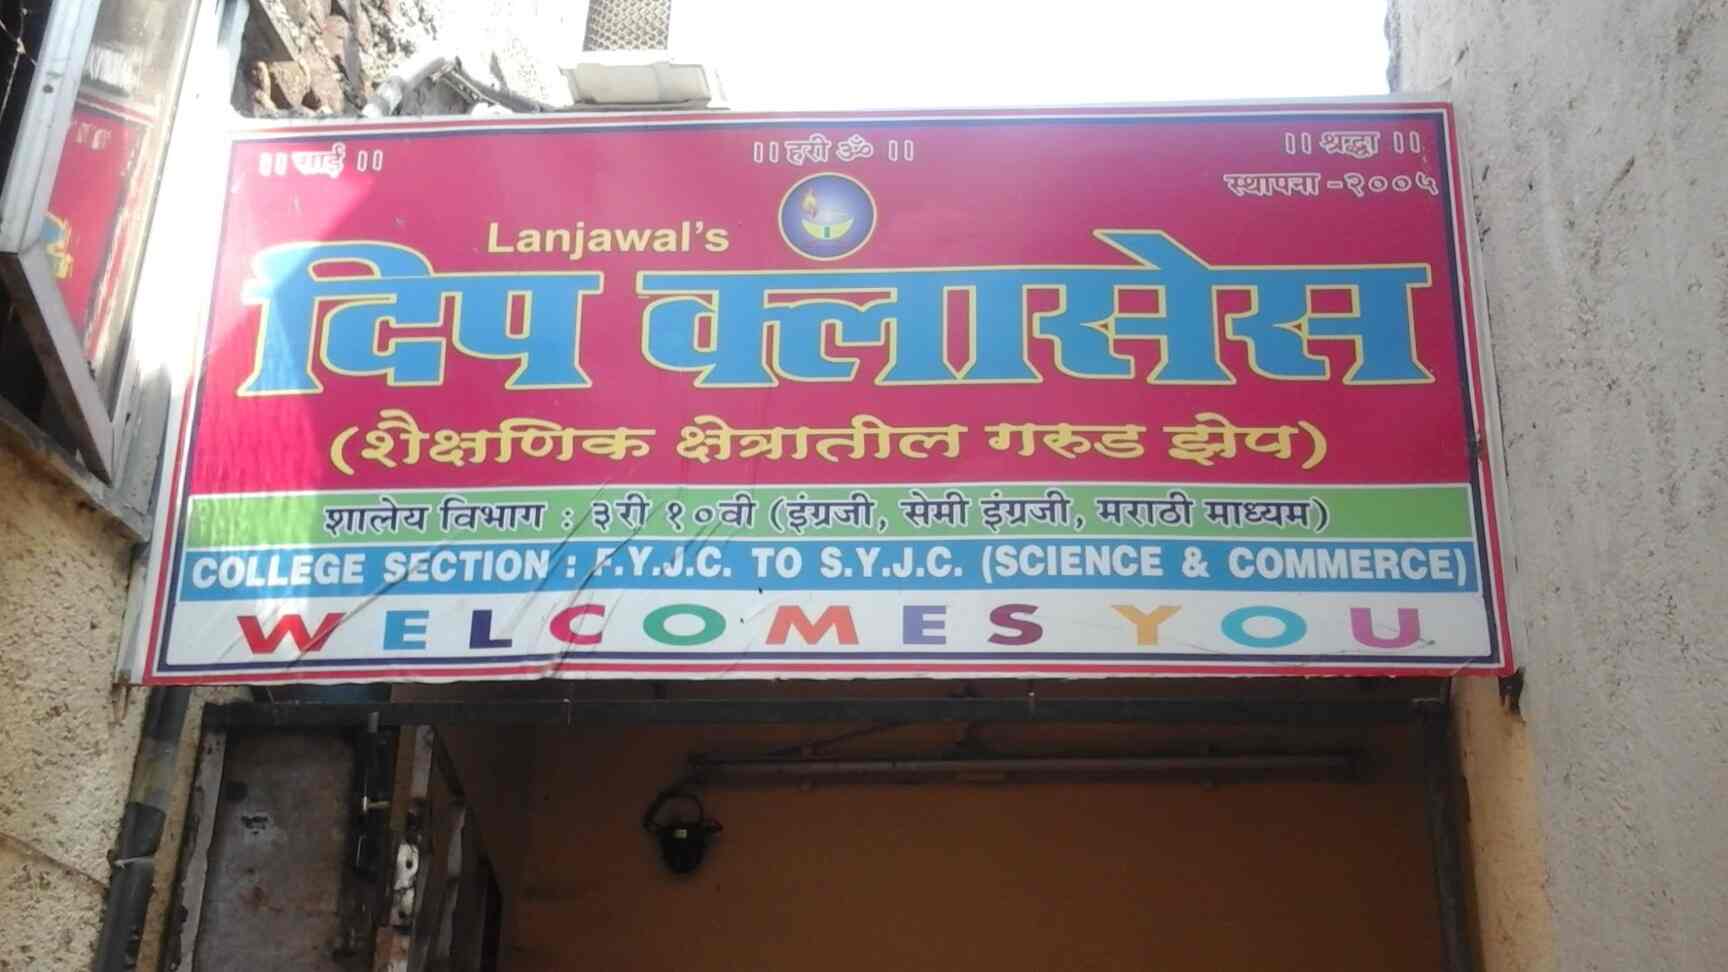 ।। साई ।। ।। हरी ॐ ।। ।। श्रद्धा ।।
स्थापना -२००५
Lanjawal's
दिप क्लासेस
(शैक्षणिक क्षेत्रातील गरुड झेप)
शालेय विभाग : ३री १०वी (इंग्रजी, सेमी इंग्रजी, मराठी माध्यम)
COLLEGE SECTION : F.Y.J.C. TO S.Y.J.C. (SCIENCE & COMMERCE)
WELCOMES YOU